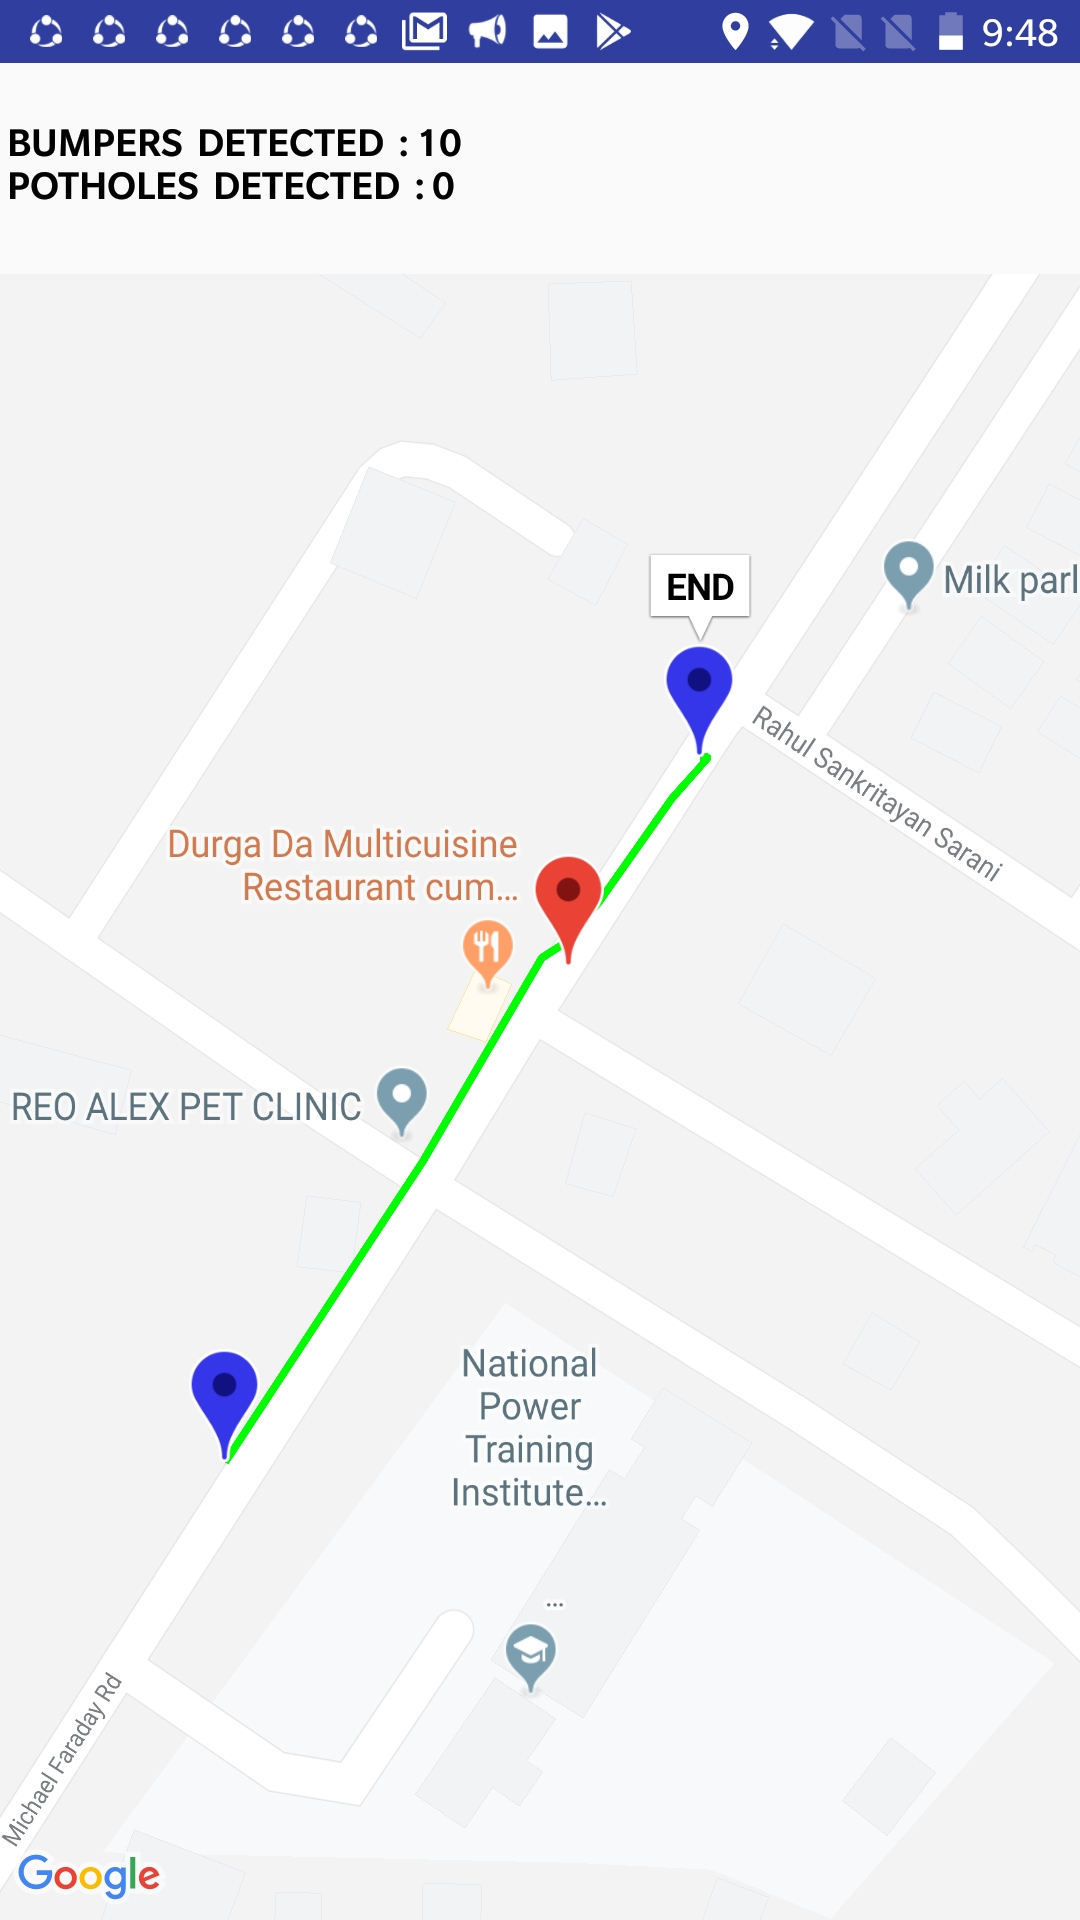 9:48
BUMPERS DETECTED : 10
POTHOLES DETECTED : 0
END
Milk parl
Rahul Sankritayan Sarani
Durga Da Multicuisine
Restaurant cum...
REO ALEX PET CLINIC
National
Power
Training
Institute...
...
Michael Faraday Rd
Google